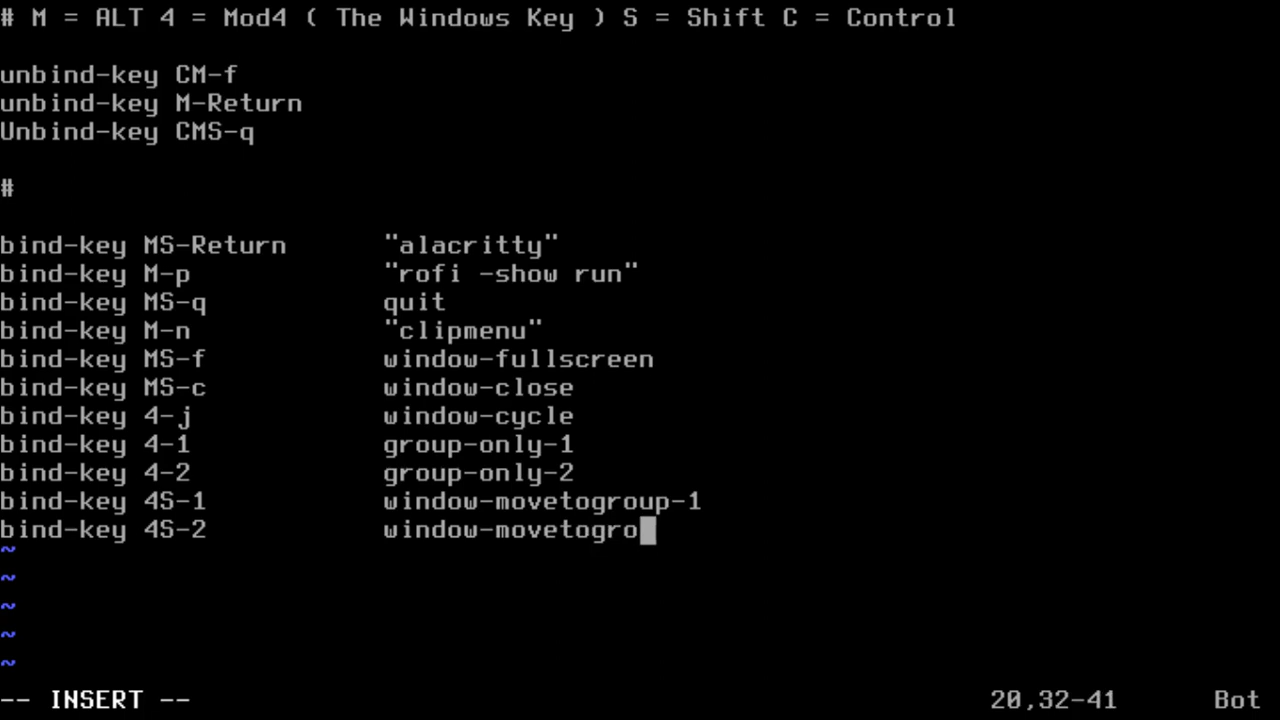 # M = ALT 4 = Mod4 ( The Windows Key ) S = Shift C = Control
unbind-key CM-f
unbind-key M-Return
Unbind-key CMS-q
#
bind-key MS-Return "alacritty"
bind-key M-p "rofi -show run"
bind-key MS-q quit
bind-key M-n "clipmenu"
bind-key MS-f window-fullscreen
bind-key MS-c window-close
bind-key 4-j window-cycle
bind-key 4-1 group-only-1
bind-key 4-2 group-only-2
bind-key 4S-1 window-movetogroup-1
bind-key 4S-2 window-movetogro
~
~
~
~
~
-- INSERT -- 20,32-41 Bot